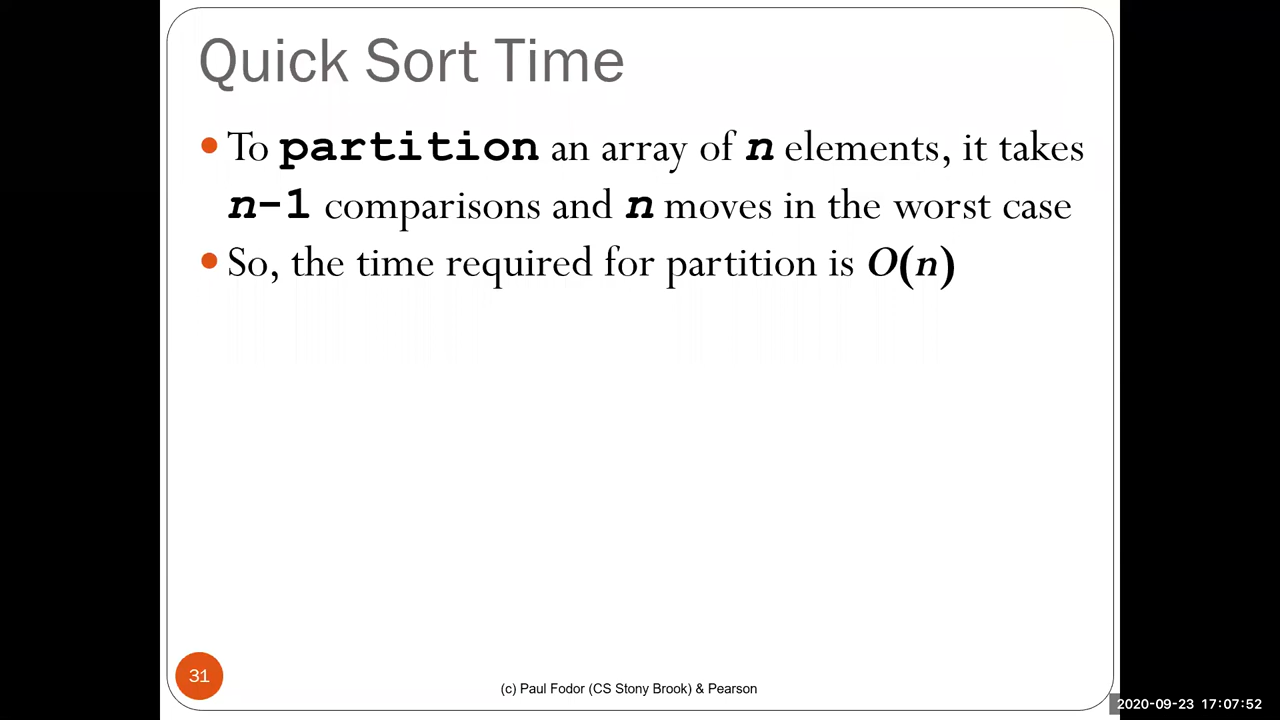 Quick Sort Time
• To partition an array of n elements, it takes
n-1 comparisons and n moves in the worst case
• So, the time required for partition is O(n)
31
(c) Paul Fodor (CS Stony Brook) & Pearson
2020-09-23 17:07:52